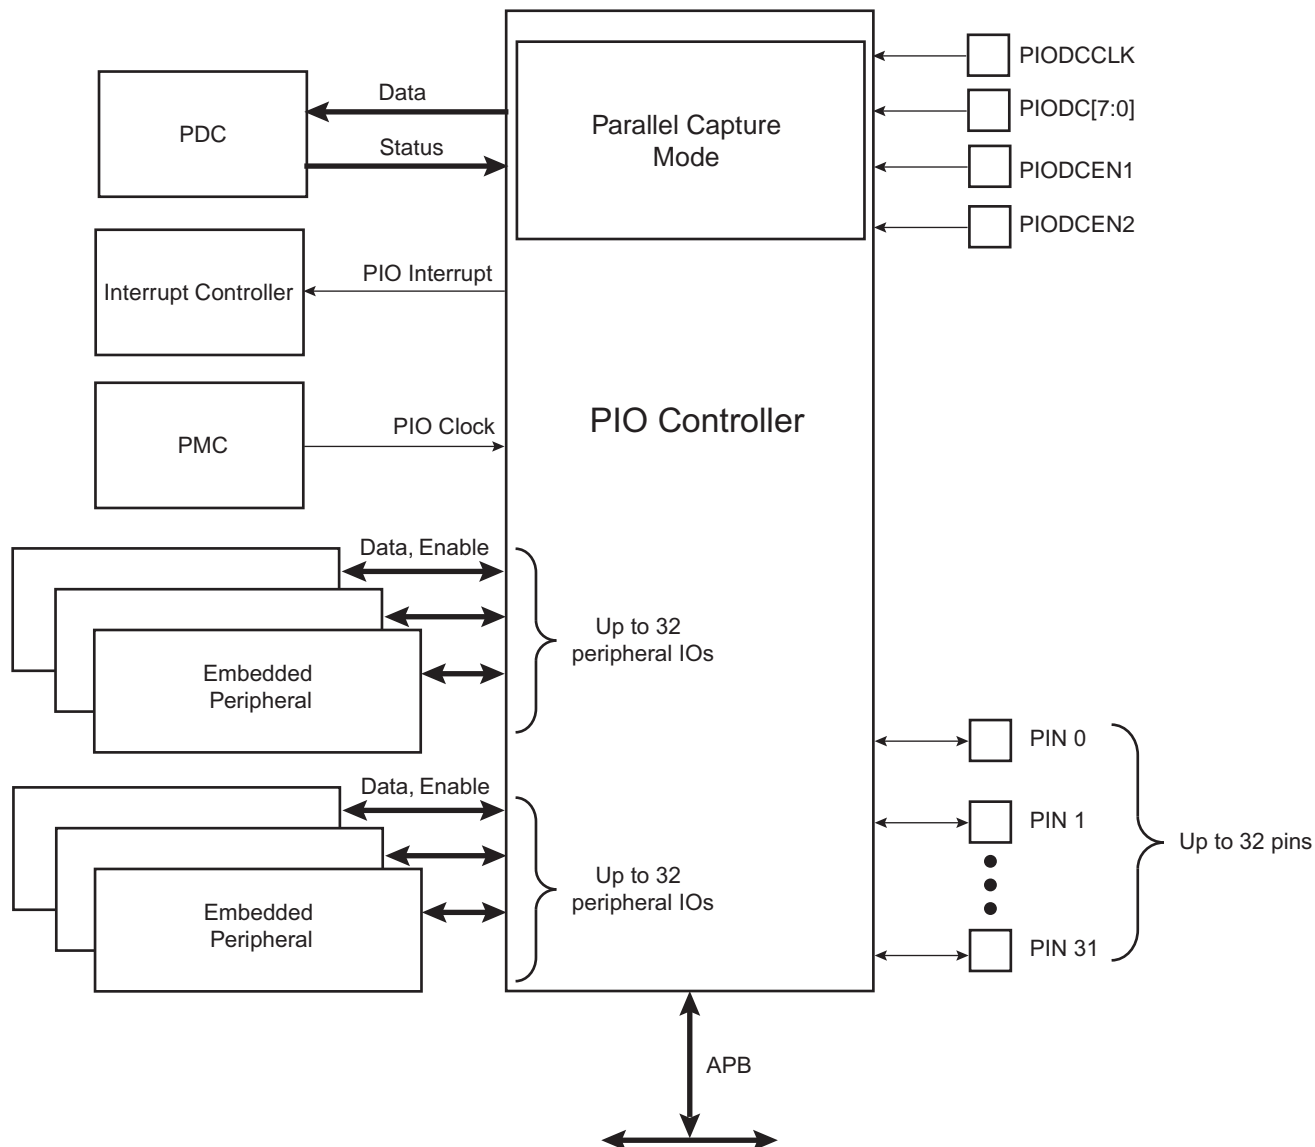 PIODCCLK
Data
PDC
Status
Parallel Capture
Mode
PIODC[7:0]
PIODCEN1
PIODCEN2
PIO Interrupt
Interrupt Controller
PIO Controller
PIO Clock
PMC
Data, Enable
Up to 32
peripheral IOs
Embedded
Peripheral
PIN 0
Data, Enable
PIN 1
Up to 32 pins
Up to 32
peripheral IOs
Embedded
Peripheral
PIN 31
APB